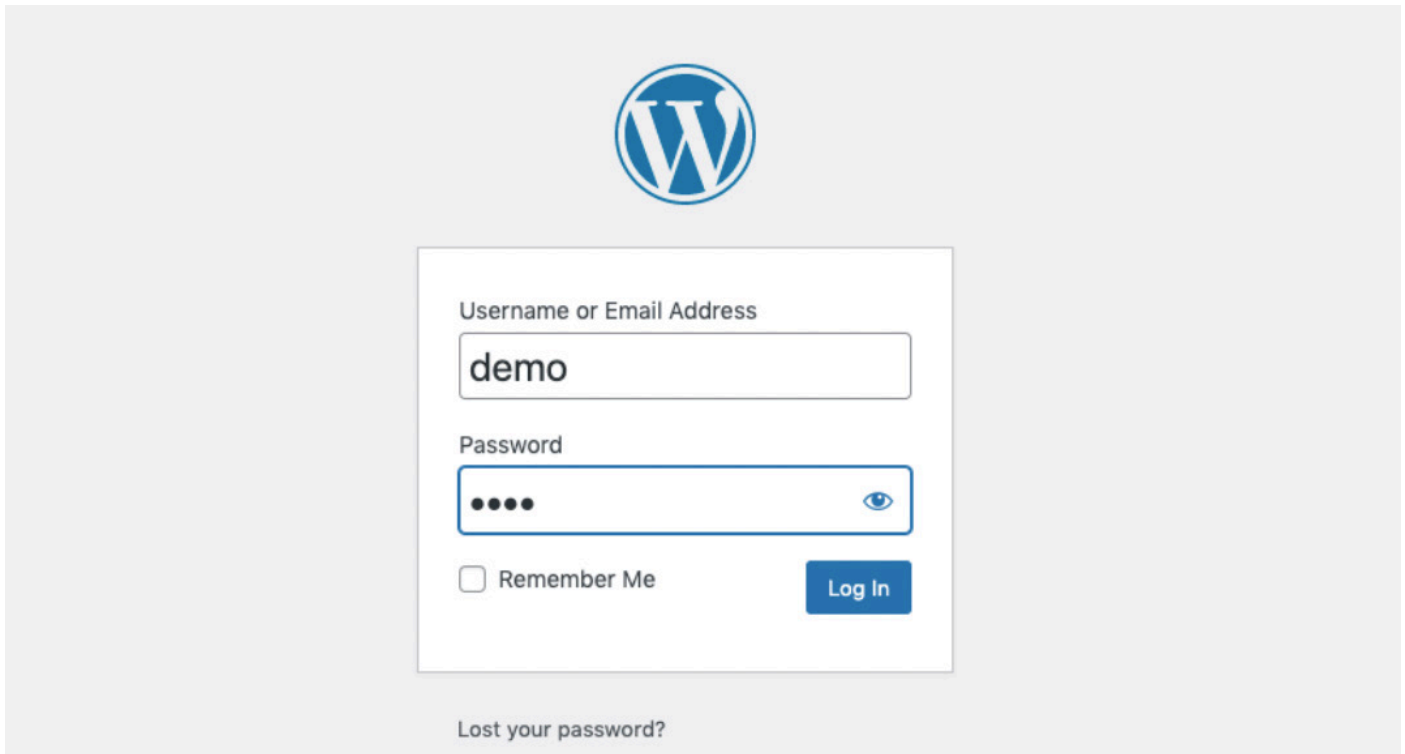 Username or Email Address
demo
Password
••••
Remember Me
Log In
Lost your password?